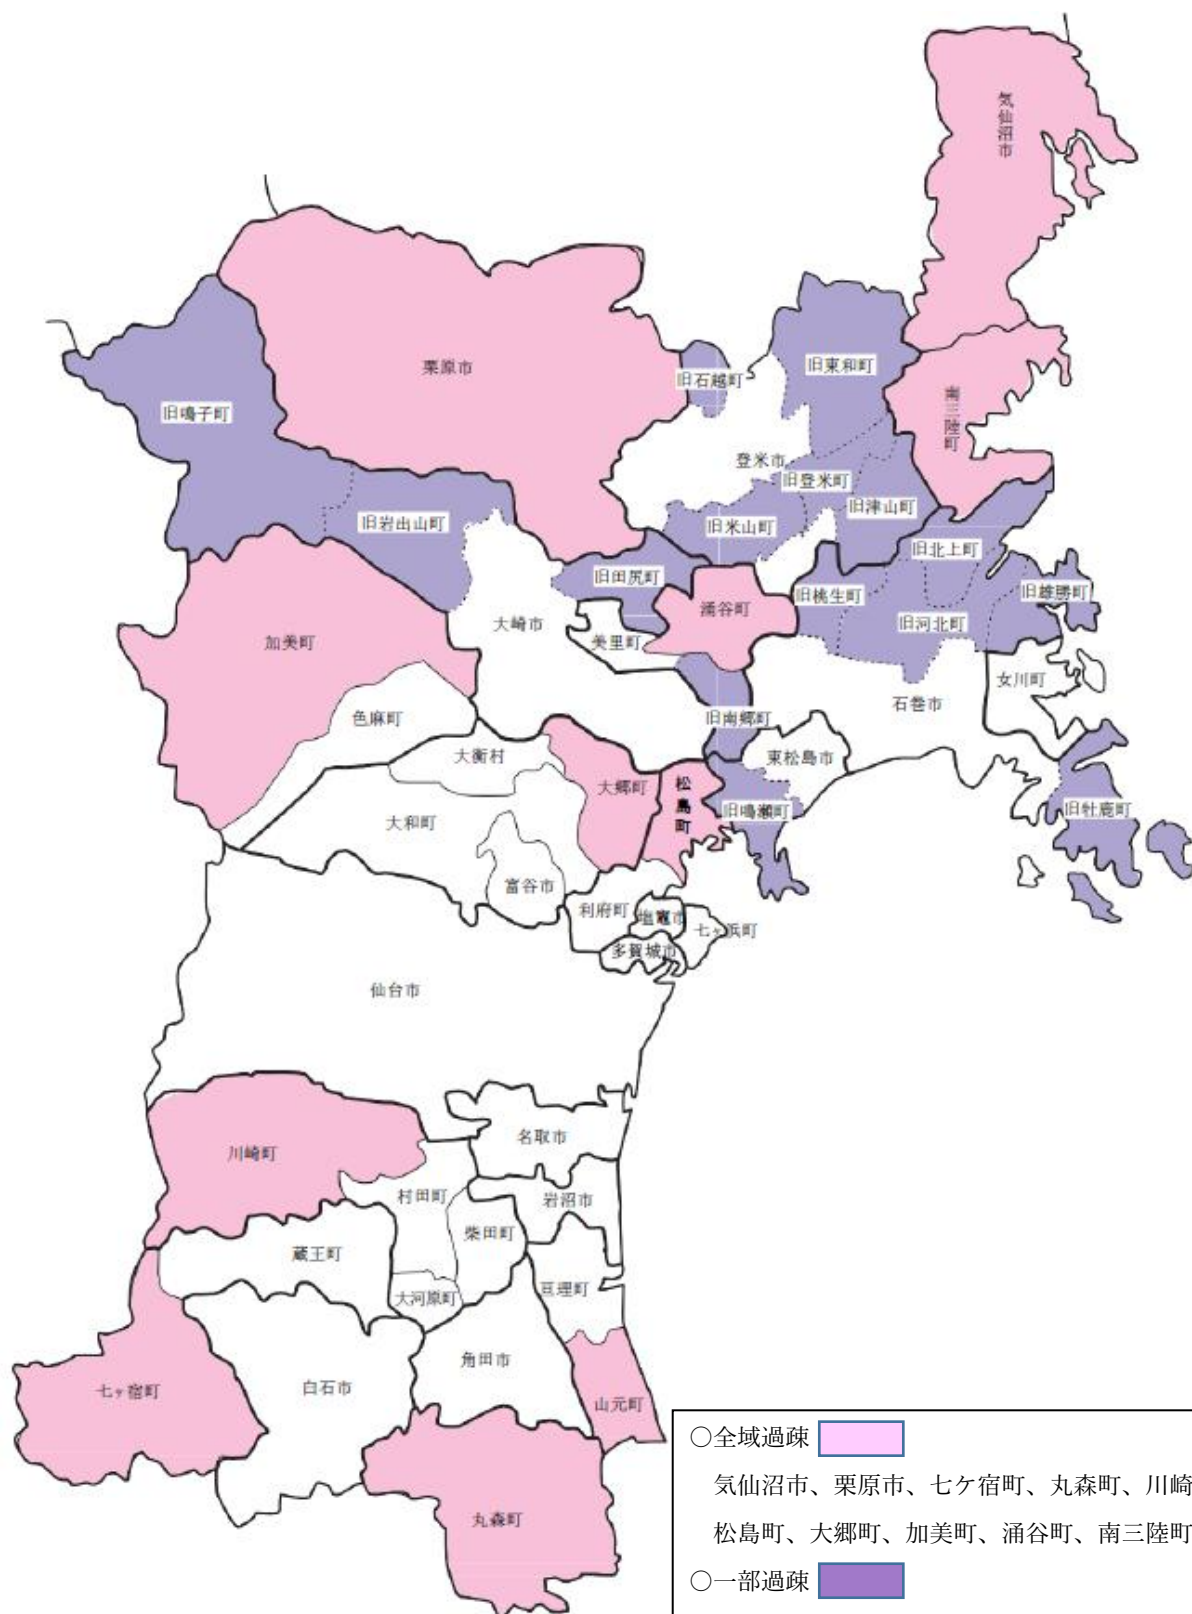 気仙沼市
栗原市
旧石越町
旧東和町
旧鳴子町
南三陸町
登米市
旧登米町
旧津山町
旧米山町
旧岩出山町
旧北上町
旧田尻町
旧桃生町
旧雄勝町
涌谷町
旧河北町
大崎市
美里町
加美町
女川町
石巻市
色麻町
旧南郷町
大衡村
東松島市
大郷町
松島町
旧鳴瀬町
旧牡鹿町
大和町
富谷市
利府町
塩竈市
七ヶ浜町
多賀城市
仙台市
名取市
川崎町
村田町
岩沼市
柴田町
蔵王町
大河原町
亘理町
角田市
白石市
七ヶ宿町
山元町
丸森町
○全域過疎
気仙沼市、栗原市、七ケ宿町、丸森町、川崎
松島町、大郷町、加美町、涌谷町、南三陸町
○一部過疎